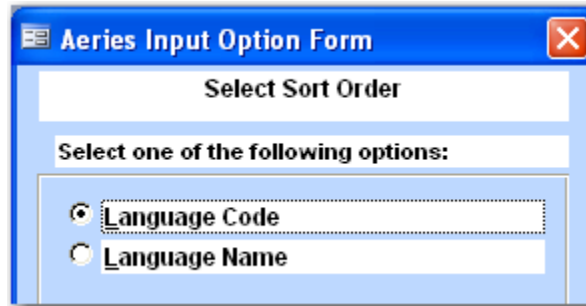 Aeries Input Option Form
Select Sort Order
Select one of the following options:
Language Code
Language Name